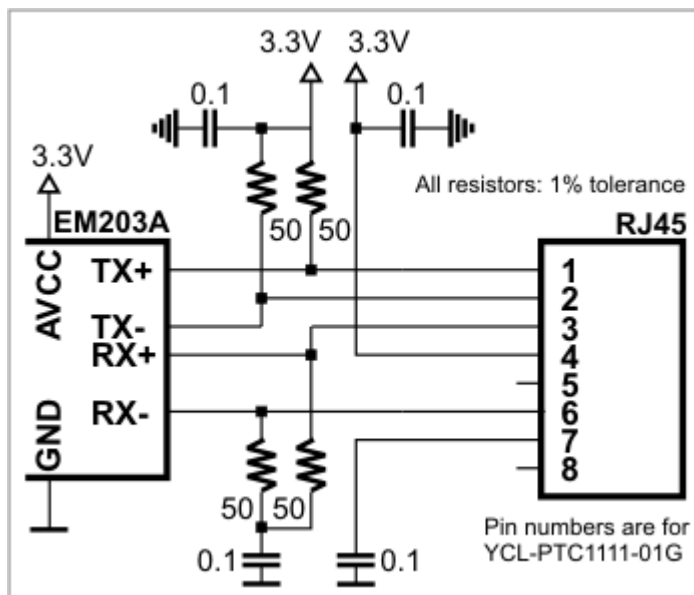 3.3V 3.3V
0.1 0.1
3.3V
All resistors: 1% tolerance
EM203A
RJ45
50 50
AVCC
GND
TX+
TX-
RX+
RX-
1
2
3
4
5
6
7
8
50 50
0.1 0.1
Pin numbers are for
YCL-PTC1111-01G